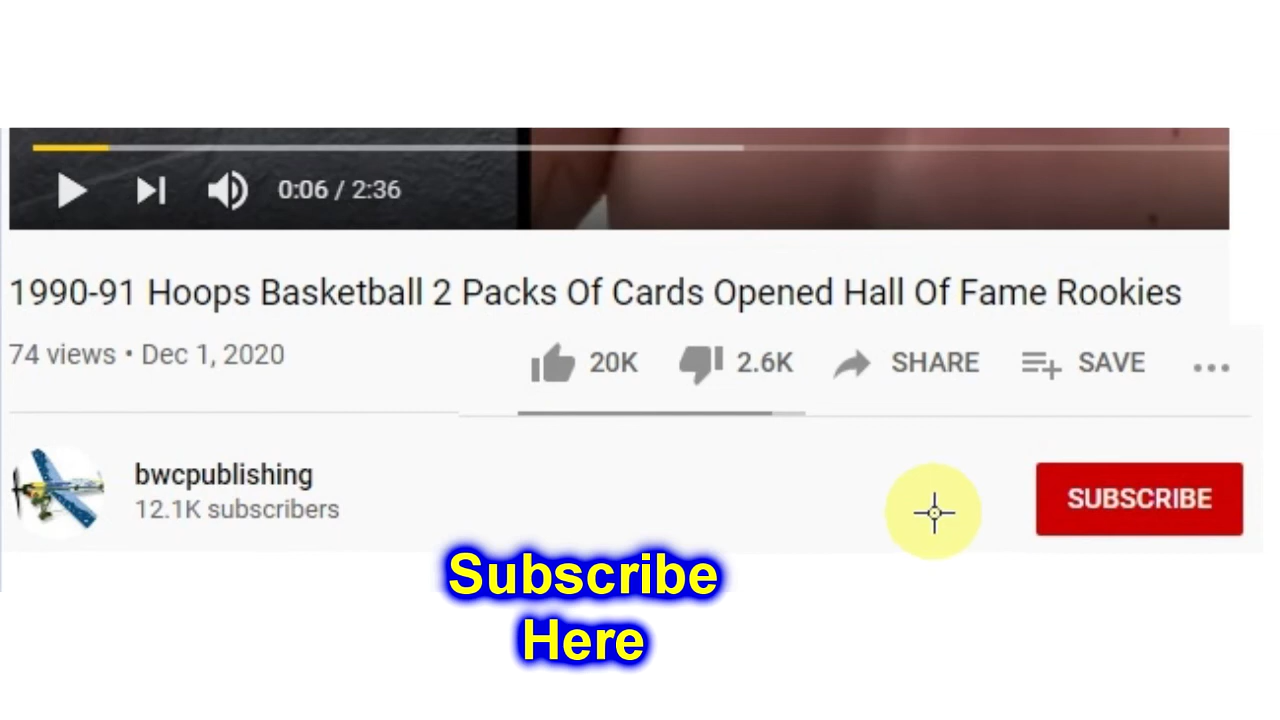 0:06 / 2:36
1990-91 Hoops Basketball 2 Packs Of Cards Opened Hall Of Fame Rookies
74 views • Dec 1, 2020
20K 2.6K SHARE SAVE
bwcpublishing
12.1K subscribers
SUBSCRIBE
Subscribe
Here